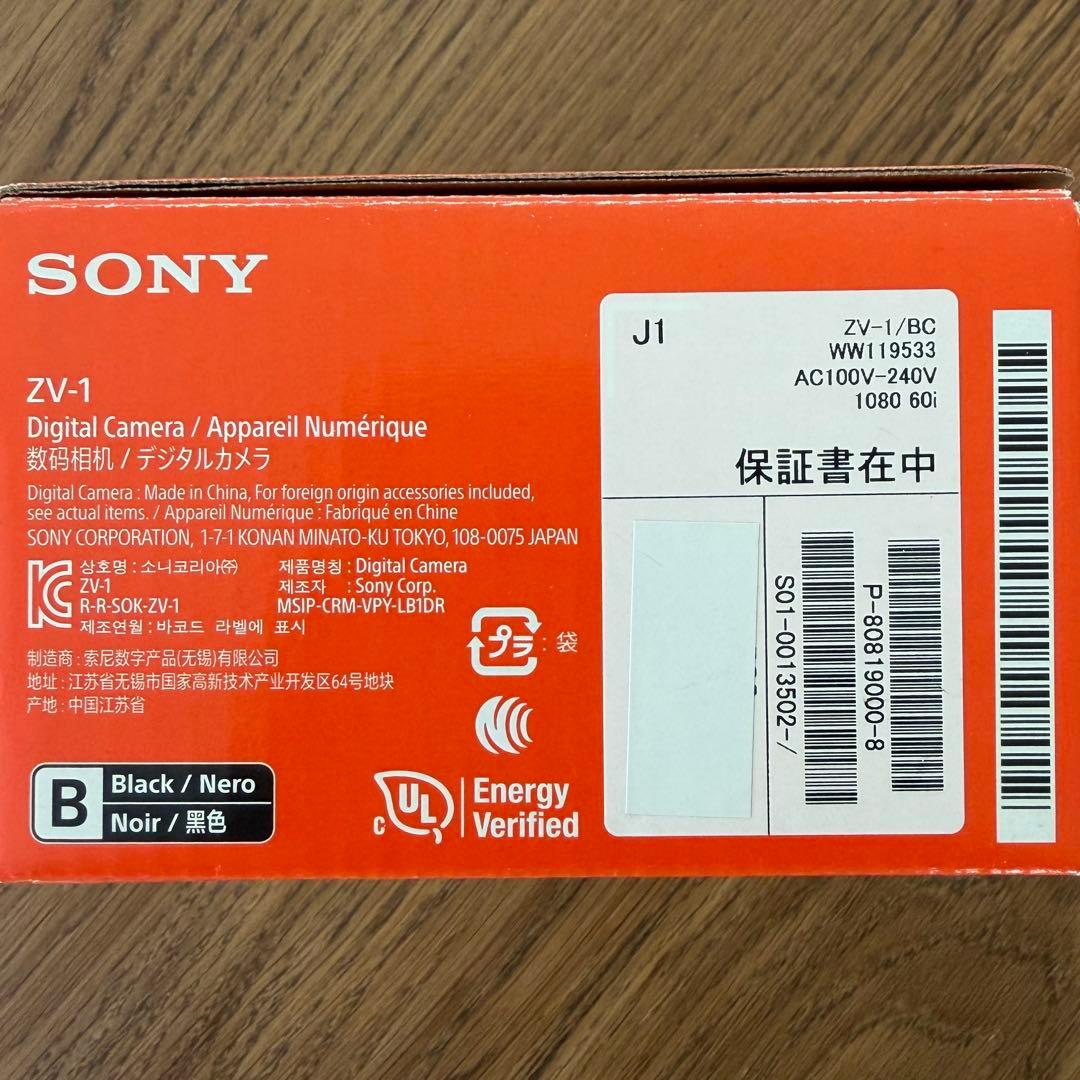 SONY
ZV-1
Digital Camera / Appareil Numérique
数码相机 / デジタルカメラ
Digital Camera : Made in China, For foreign origin accessories included,
see actual items. / Appareil Numérique : Fabriqué en Chine
SONY CORPORATION, 1-7-1 KONAN MINATO-KU TOKYO, 108-0075 JAPAN
상호명 : 소니코리아㈜ 제품명칭 : Digital Camera
ZV-1 제조자 : Sony Corp.
R-R-SOK-ZV-1 MSIP-CRM-VPY-LB1DR
제조연월 : 바코드 라벨에 표시
プラ : 袋
制造商 : 索尼数字产品(无锡)有限公司
地址 : 江苏省无锡市国家高新技术产业开发区64号地块
产地 : 中国江苏省
B
Black / Nero
Noir / 黑色
C UL
Energy
Verified
J1
ZV-1/BC
WW119533
AC100V-240V
1080 60i
保証書在中
S01-0013502-/
P-80819000-8